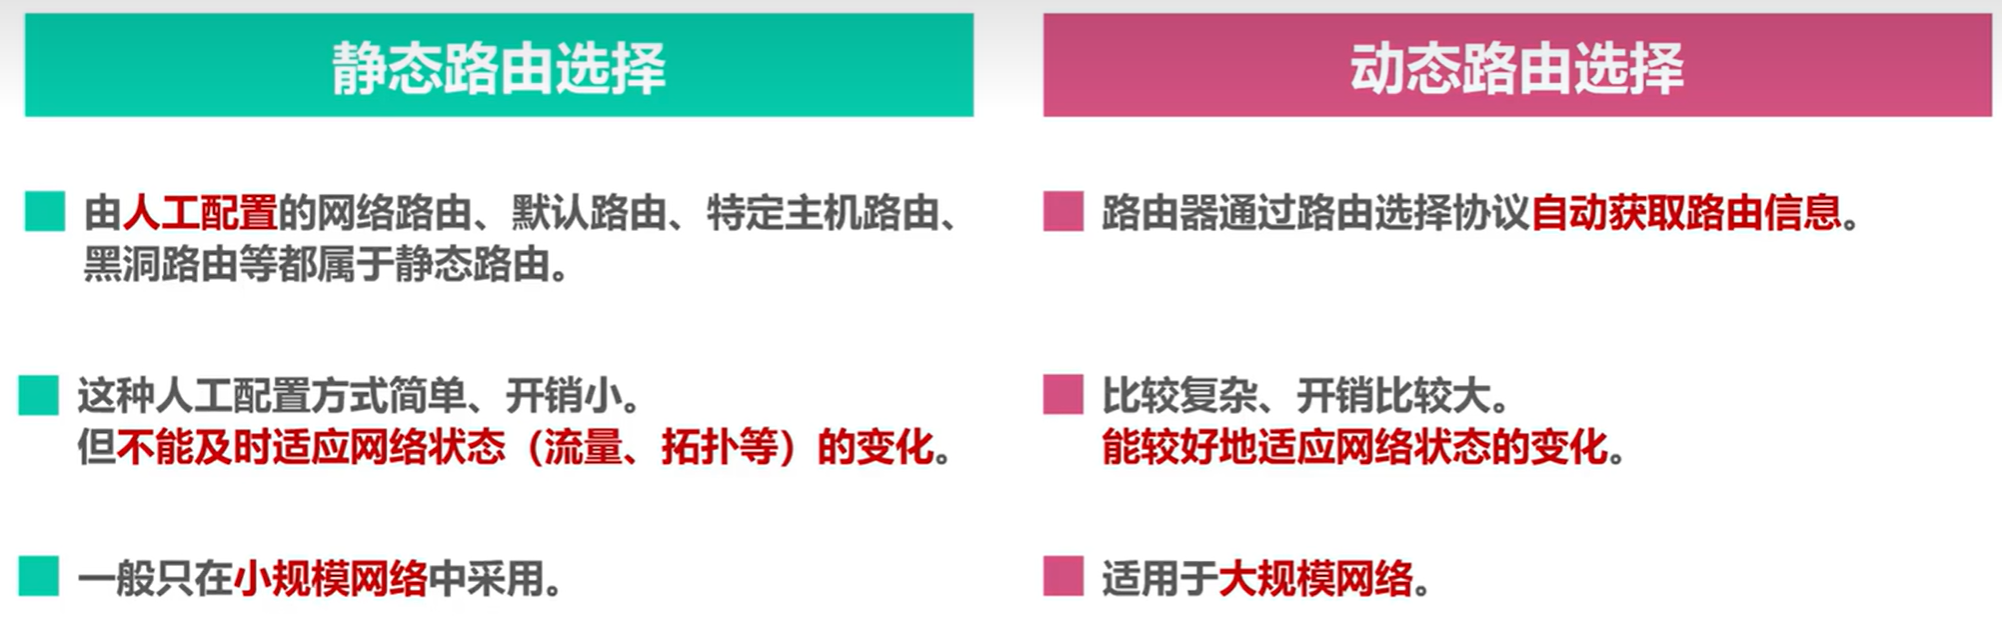 静态路由选择
由人工配置的网络路由、默认路由、特定主机路由、
黑洞路由等都属于静态路由。
这种人工配置方式简单、开销小。
但不能及时适应网络状态（流量、拓扑等）的变化。
一般只在小规模网络中采用。
动态路由选择
路由器通过路由选择协议自动获取路由信息。
比较复杂、开销比较大。
能较好地适应网络状态的变化。
适用于大规模网络。